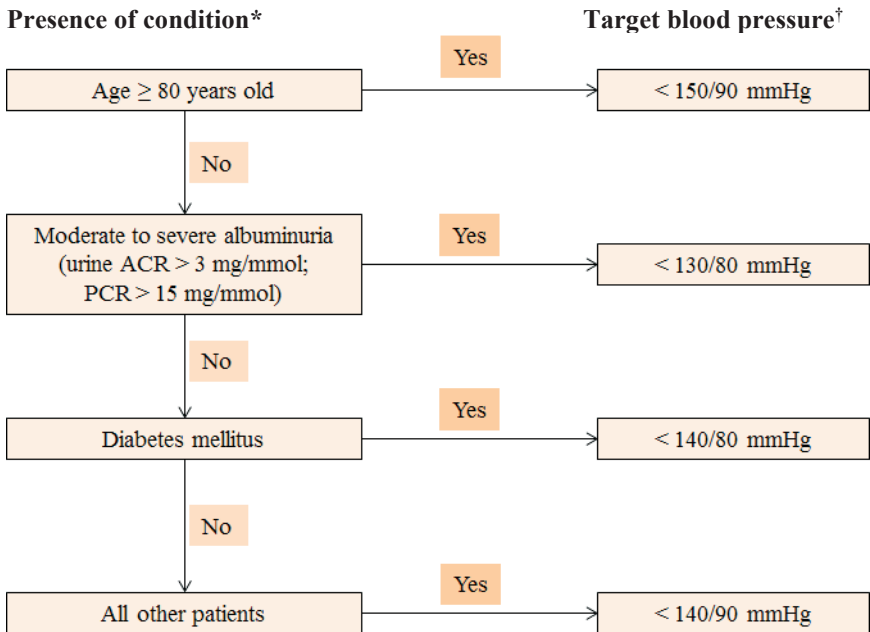 Presence of condition*
Target blood pressure†
Yes
Age ≥ 80 years old
< 150/90 mmHg
No
Moderate to severe albuminuria
(urine ACR > 3 mg/mmol;
PCR > 15 mg/mmol)
Yes
< 130/80 mmHg
No
Yes
Diabetes mellitus
< 140/80 mmHg
No
Yes
All other patients
< 140/90 mmHg